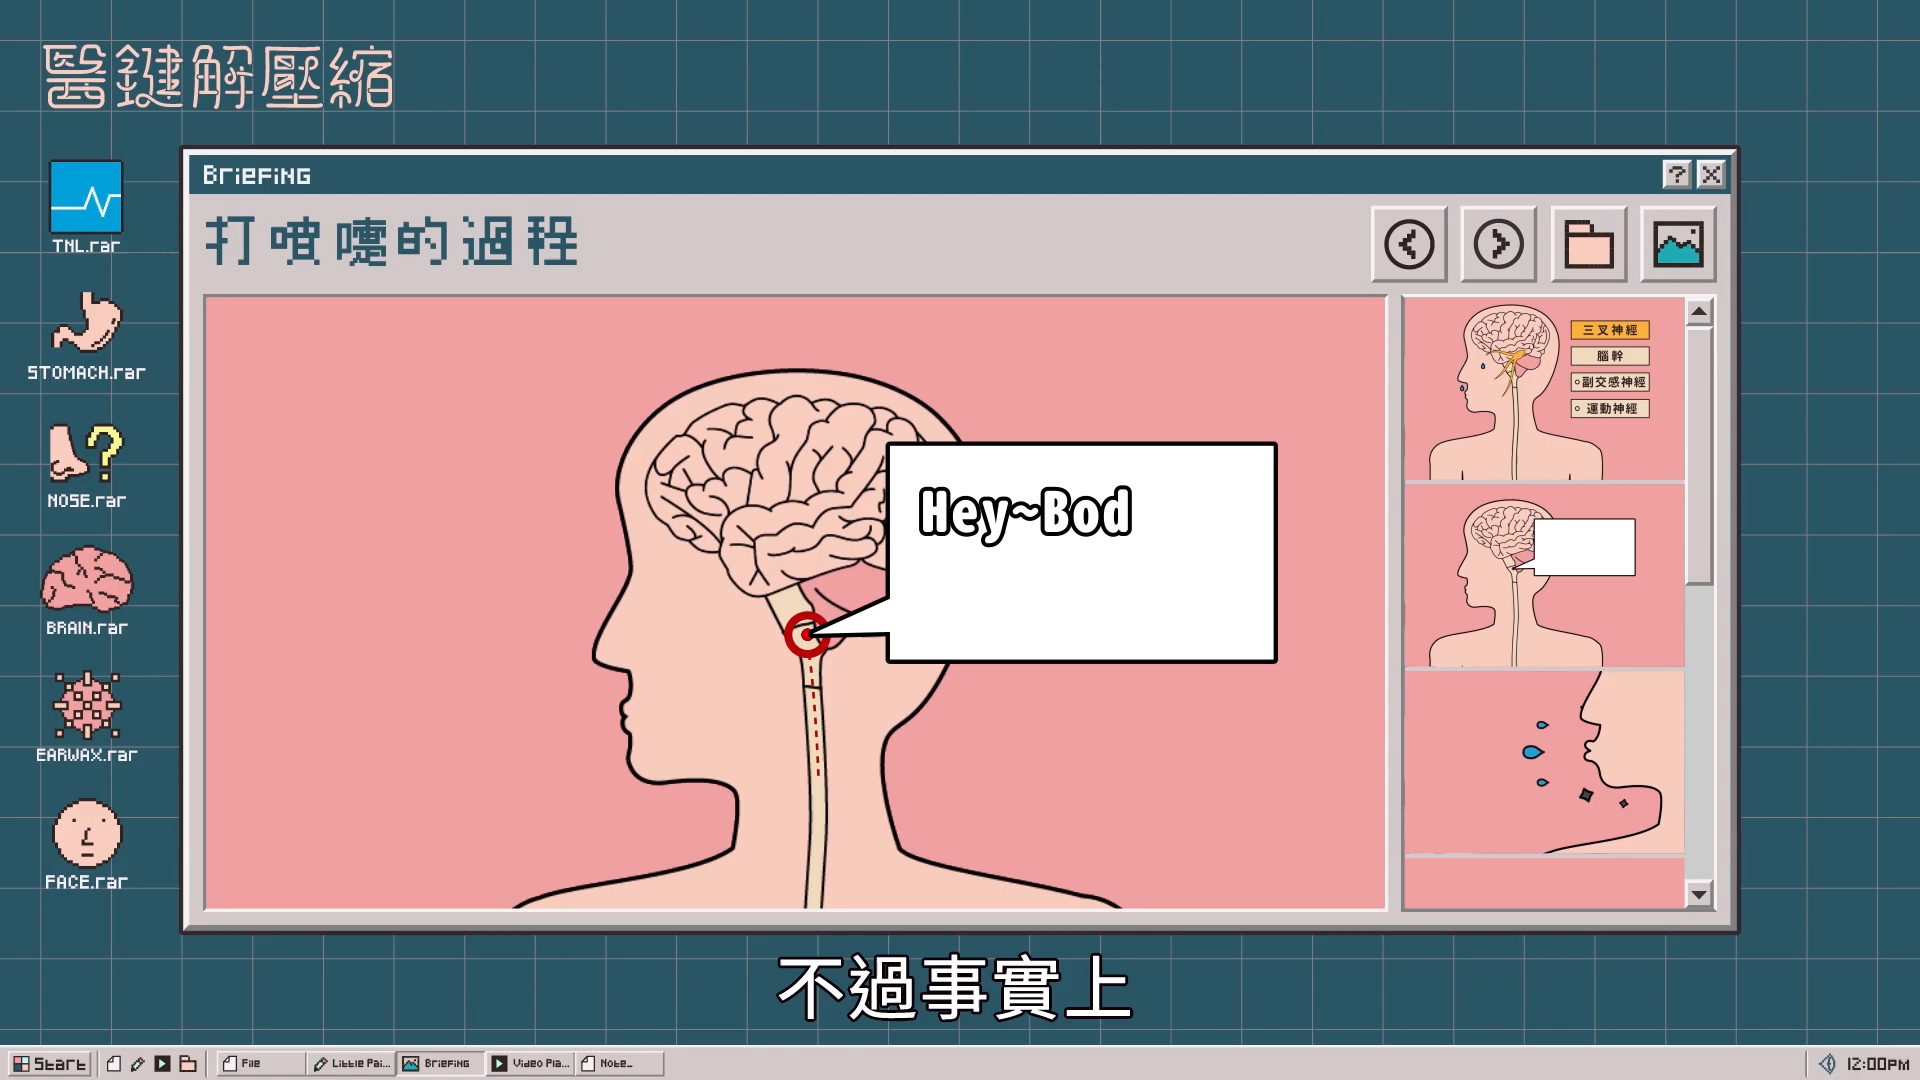 醫鍵解壓縮
Briefing
打噴嚏的過程
TNL.rar
STOMACH.rar
NOSE.rar
BRAIN.rar
EARWAX.rar
FACE.rar
Hey~Bod
三叉神經
腦幹
副交感神經
運動神經
不過事實上
Start
File
Little Pai...
Briefing
Video Pla...
Note_
12:00PM